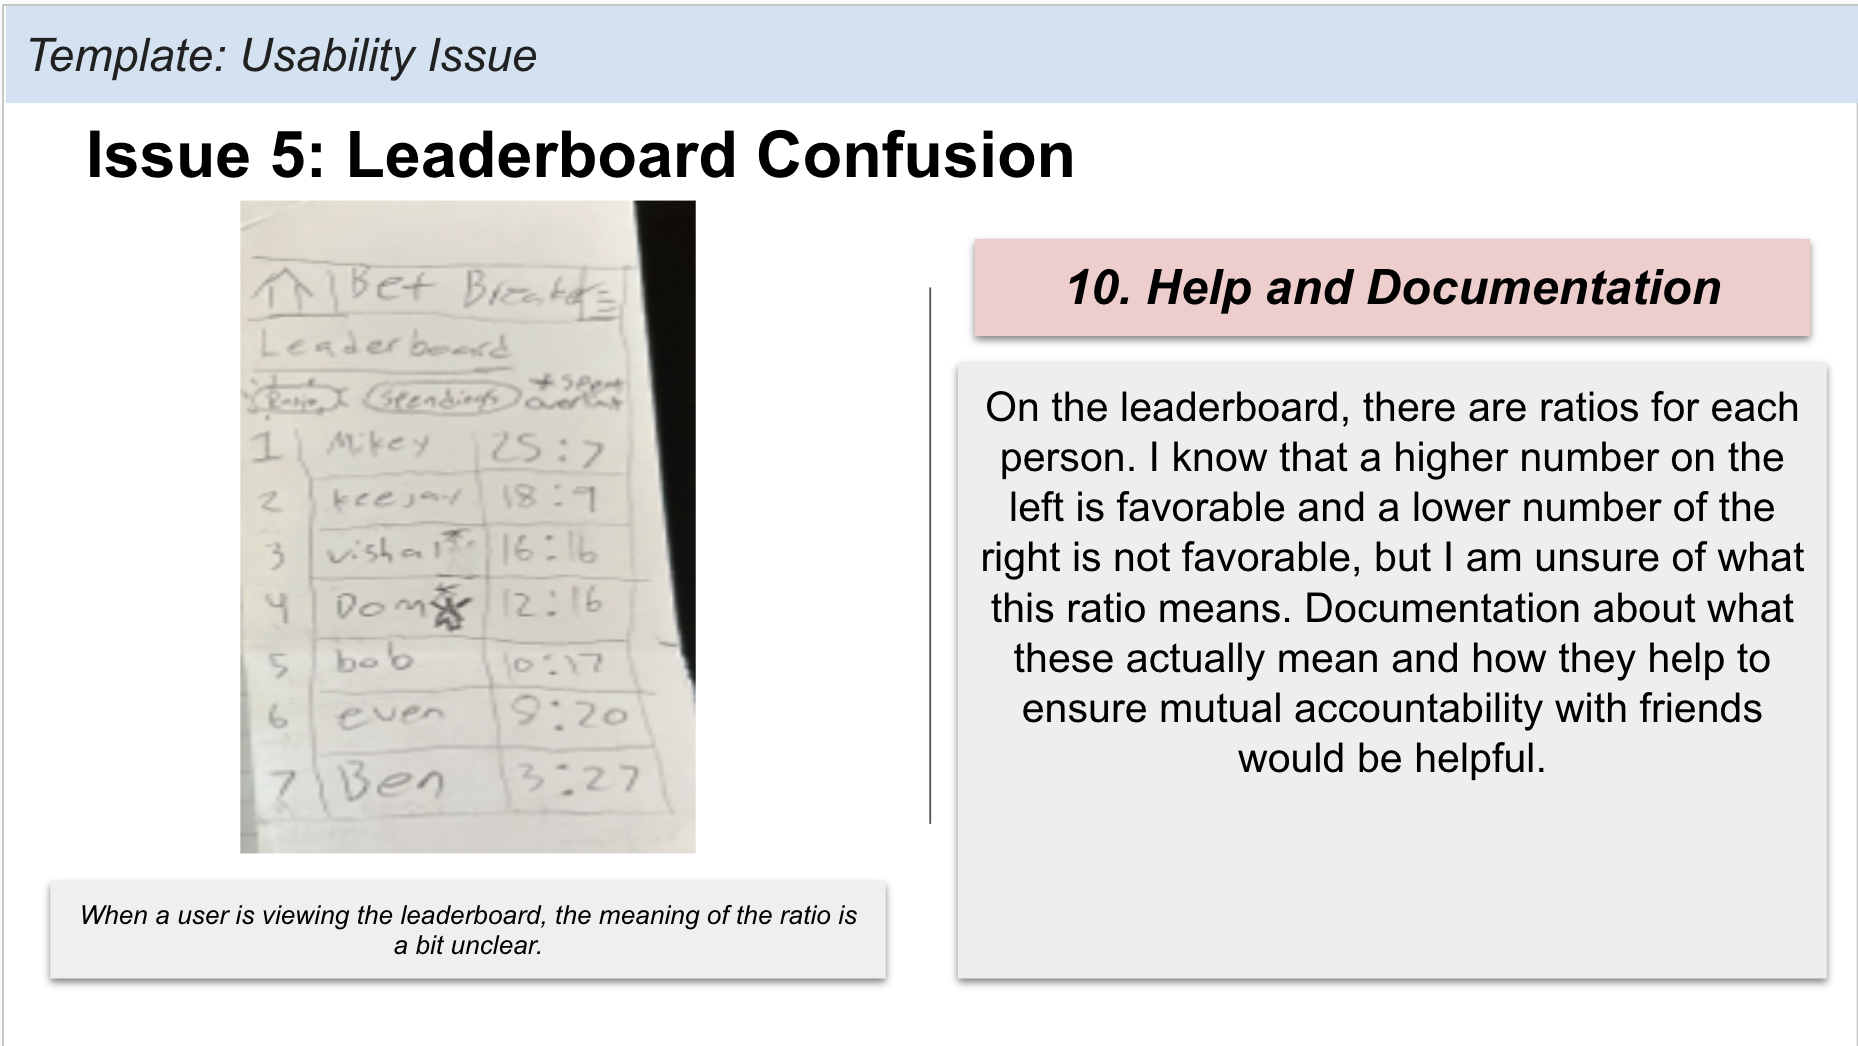 Template: Usability Issue
Issue 5: Leaderboard Confusion
Bet Breaker
Leaderboard
Ratio spendings * spent
over limit
1 Mikey 25:7
2 keejay 18:9
3 vishal* 16:16
4 Dom* 12:16
5 bob 10:17
6 even 9:20
7 Ben 3:27
When a user is viewing the leaderboard, the meaning of the ratio is
a bit unclear.
10. Help and Documentation
On the leaderboard, there are ratios for each
person. I know that a higher number on the
left is favorable and a lower number of the
right is not favorable, but I am unsure of what
this ratio means. Documentation about what
these actually mean and how they help to
ensure mutual accountability with friends
would be helpful.